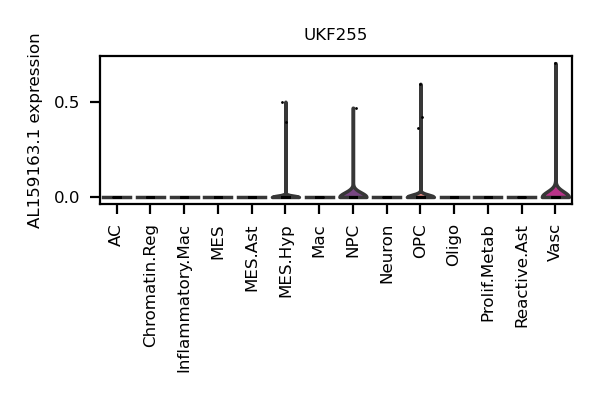 UKF255
AL159163.1 expression
0.5
0.0
AC
Chromatin.Reg
Inflammatory.Mac
MES
MES.Ast
MES.Hyp
Mac
NPC
Neuron
OPC
Oligo
Prolif.Metab
Reactive.Ast
Vasc